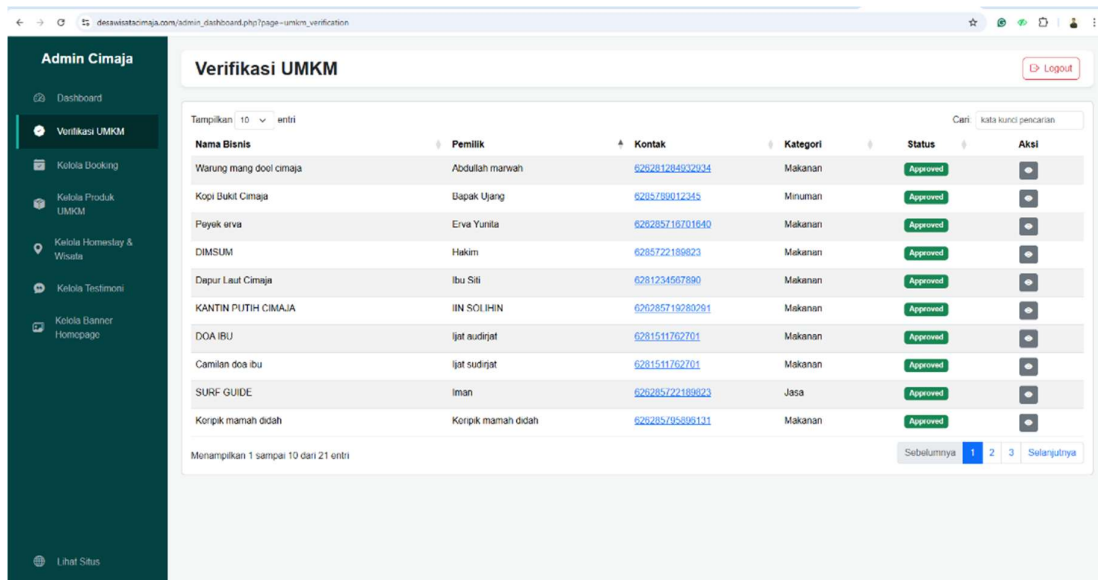 desawisatacimaja.com/admin_dashboard.php?page=umkm_verification
Admin Cimaja
Dashboard
Verifikasi UMKM
Kelola Booking
Kelola Produk
UMKM
Kelola Homestay &
Wisata
Kelola Testimoni
Kelola Banner
Homepage
Lihat Situs
Verifikasi UMKM
Logout
Tampilkan 10 entri
Cari: kata kunci pencarian
Nama Bisnis Pemilik Kontak Kategori Status Aksi
Warung mang doel cimaja Abdullah marwah 626281284932934 Makanan Approved
Kopi Bukit Cimaja Bapak Ujang 6285789012345 Minuman Approved
Peyek erva Erva Yunita 626285716701640 Makanan Approved
DIMSUM Hakim 6285722189823 Makanan Approved
Dapur Laut Cimaja Ibu Siti 6281234567890 Makanan Approved
KANTIN PUTIH CIMAJA IIN SOLIHIN 626285719280291 Makanan Approved
DOA IBU Ijat audirjat 6281511762701 Makanan Approved
Camilan doa ibu Ijat sudirjat 6281511762701 Makanan Approved
SURF GUIDE Iman 626285722189823 Jasa Approved
Koripik mamah didah Koripik mamah didah 626285795896131 Makanan Approved
Menampilkan 1 sampai 10 dari 21 entri
Sebelumnya 1 2 3 Selanjutnya